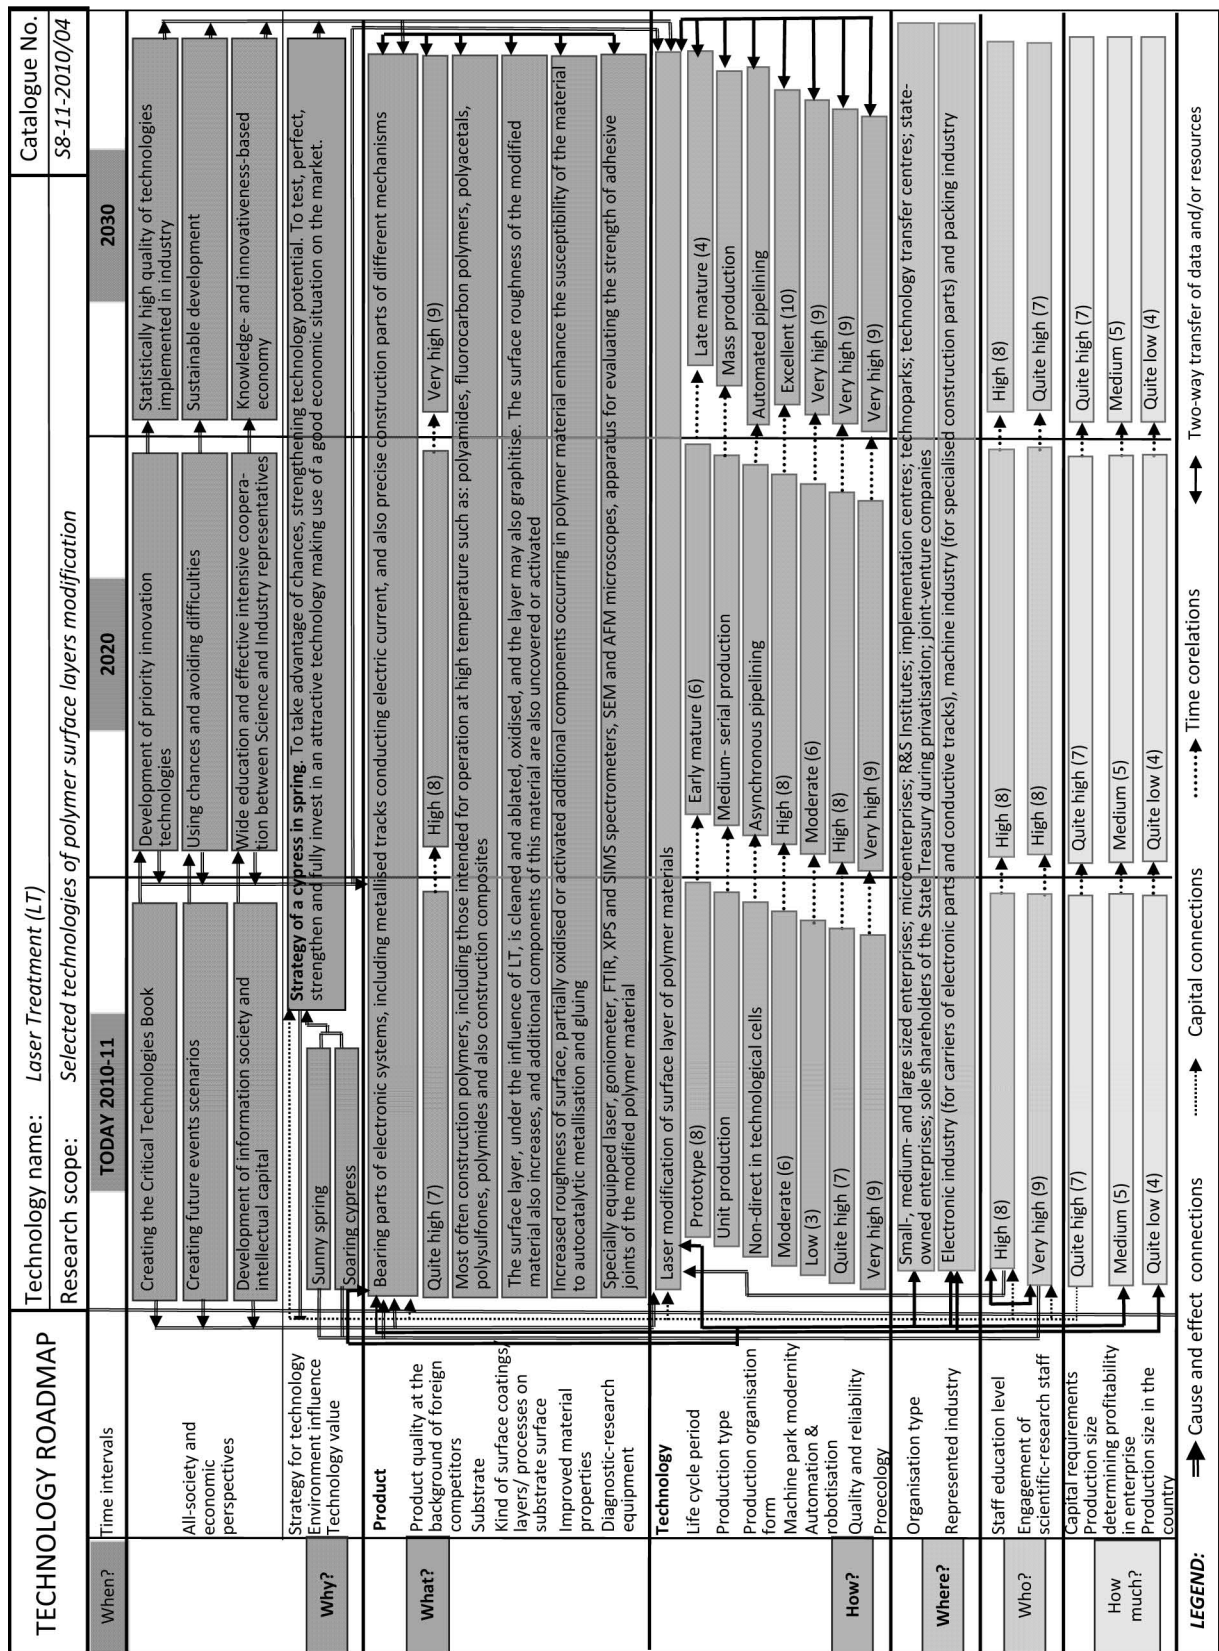 TECHNOLOGY ROADMAP
Technology name: Laser Treatment (LT)
Research scope: Selected technologies of polymer surface layers modification
Catalogue No.
S8-11-2010/04
When?
Time intervals
TODAY 2010-11
2020
2030
All-society and
economic
perspectives
Creating the Critical Technologies Book
Development of priority innovation
technologies
Statistically high quality of technologies
implemented in industry
Creating future events scenarios
Using chances and avoiding difficulties
Sustainable development
Development of information society and
intellectual capital
Wide education and effective intensive coopera-
tion between Science and Industry representatives
Knowledge- and innovativeness-based
economy
Why?
Strategy for technology
Environment influence
Technology value
Strategy of a cypress in spring. To take advantage of chances, strengthening technology potential. To test, perfect,
strengthen and fully invest in an attractive technology making use of a good economic situation on the market.
Sunny spring
Soaring cypress
What?
Product
Bearing parts of electronic systems, including metallised tracks conducting electric current, and also precise construction parts of different mechanisms
Product quality at the
background of foreign
competitors
Quite high (7)
High (8)
Very high (9)
Substrate
Most often construction polymers, including those intended for operation at high temperature such as: polyamides, fluorocarbon polymers, polyacetals,
polysulfones, polymides and also construction composites
Kind of surface coatings/
layers/ processes on
substrate surface
The surface layer, under the influence of LT, is cleaned and ablated, oxidised, and the layer may also graphitise. The surface roughness of the modified
material also increases, and additional components of this material are also uncovered or activated
Improved material
properties
Increased roughness of surface, partially oxidised or activated additional components occurring in polymer material enhance the susceptibility of the material
to autocatalytic metallisation and gluing
Diagnostic-research
equipment
Specially equipped laser, goniometer, FTIR, XPS and SIMS spectrometers, SEM and AFM microscopes, apparatus for evaluating the strength of adhesive
joints of the modified polymer material
How?
Technology
Laser modification of surface layer of polymer materials
Life cycle period
Prototype (8)
Early mature (6)
Late mature (4)
Production type
Unit production
Medium- serial production
Mass production
Production organisation
form
Non-direct in technological cells
Asynchronous pipelining
Automated pipelining
Machine park modernity
Moderate (6)
High (8)
Excellent (10)
Automation &
robotisation
Low (3)
Moderate (6)
Very high (9)
Quality and reliability
Quite high (7)
High (8)
Very high (9)
Proecology
Very high (9)
Very high (9)
Very high (9)
Where?
Organisation type
Small-, medium- and large sized enterprises; microenterprises; R&S Institutes; implementation centres; technoparks; technology transfer centres; state-
owned enterprises; sole shareholders of the State Treasury during privatisation; joint-venture companies
Represented industry
Electronic industry (for carriers of electronic parts and conductive tracks), machine industry (for specialised construction parts) and packing industry
Who?
Staff education level
High (8)
High (8)
High (8)
Engagement of
scientific-research staff
Very high (9)
High (8)
Quite high (7)
How
much?
Capital requirements
Quite high (7)
Quite high (7)
Quite high (7)
Production size
determining profitability
in enterprise
Medium (5)
Medium (5)
Medium (5)
Production size in the
country
Quite low (4)
Quite low (4)
Quite low (4)
LEGEND:
Cause and effect connections
Capital connections
Time corelations
Two-way transfer of data and/or resources